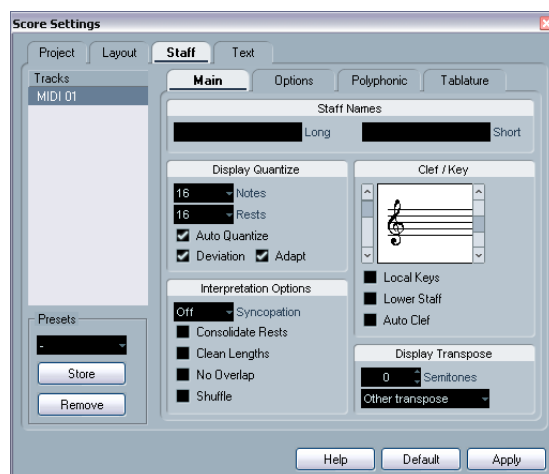 Score Settings
Project Layout Staff Text
Tracks
MIDI 01
Main Options Polyphonic Tablature
Staff Names
Long Short
Display Quantize
16 Notes
16 Rests
Auto Quantize
Deviation Adapt
Interpretation Options
Off Syncopation
Consolidate Rests
Clean Lengths
No Overlap
Shuffle
Clef / Key
Local Keys
Lower Staff
Auto Clef
Display Transpose
0 Semitones
Other transpose
Presets
-
Store
Remove
Help Default Apply